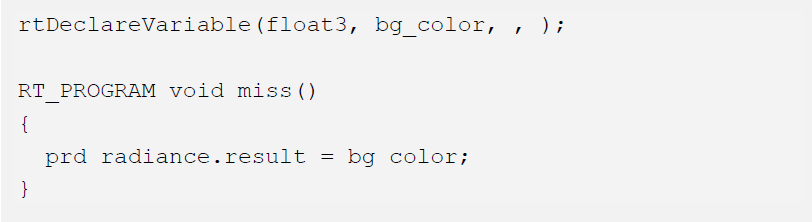 rtDeclareVariable(float3, bg_color, , );
RT_PROGRAM void miss()
{
prd radiance.result = bg color;
}